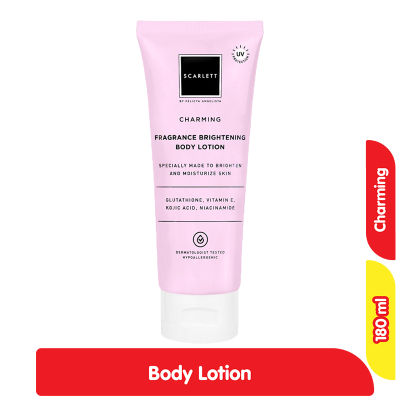 SCARLETT
BY FELICYA ANGELISTA
UV
PROTECTION
CHARMING
FRAGRANCE BRIGHTENING
BODY LOTION
SPECIALLY MADE TO BRIGHTEN
AND MOISTURIZE SKIN
GLUTATHIONE, VITAMIN E,
KOJIC ACID, NIACINAMIDE
DERMATOLOGIST TESTED
HYPOALLERGENIC
Charming
180 ml
Body Lotion